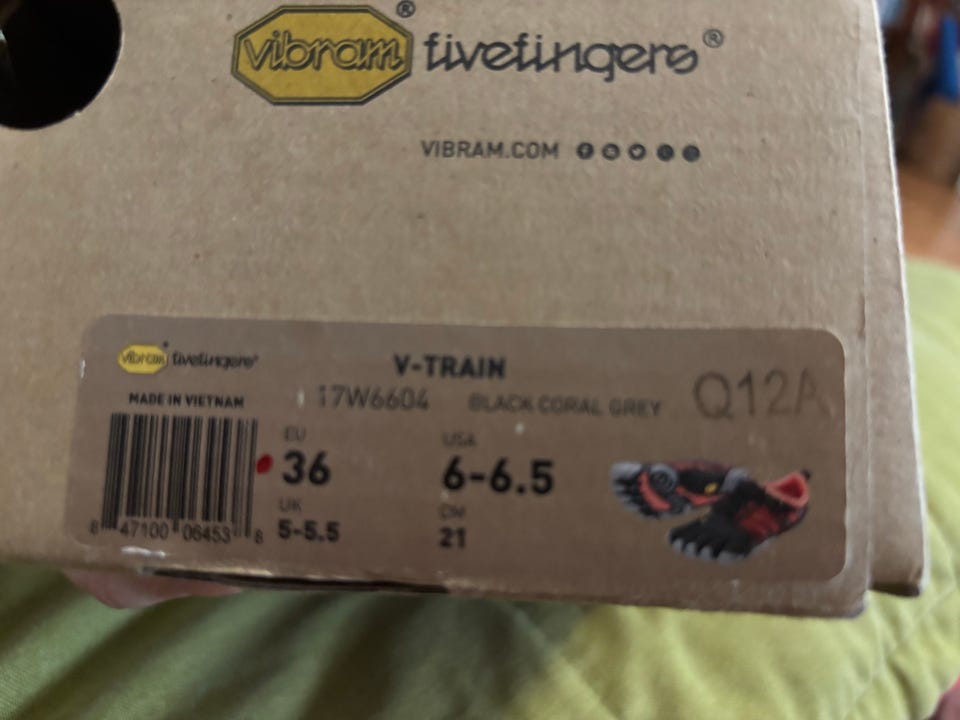 vibram® fivefingers®
VIBRAM.COM
vibram fivefingers®
V-TRAIN
MADE IN VIETNAM
17W6604 BLACK CORAL GREY Q12A
EU
36
USA
6-6.5
UK
5-5.5
CM
21
8 47100 06453 8